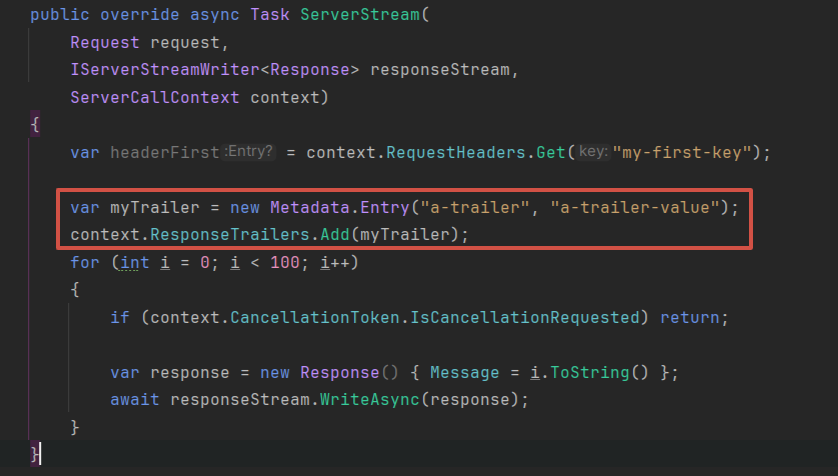 public override async Task ServerStream(
Request request,
IServerStreamWriter<Response> responseStream,
ServerCallContext context)
{
var headerFirst :Entry? = context.RequestHeaders.Get( key: "my-first-key");
var myTrailer = new Metadata.Entry("a-trailer", "a-trailer-value");
context.ResponseTrailers.Add(myTrailer);
for (int i = 0; i < 100; i++)
{
if (context.CancellationToken.IsCancellationRequested) return;
var response = new Response() { Message = i.ToString() };
await responseStream.WriteAsync(response);
}
}